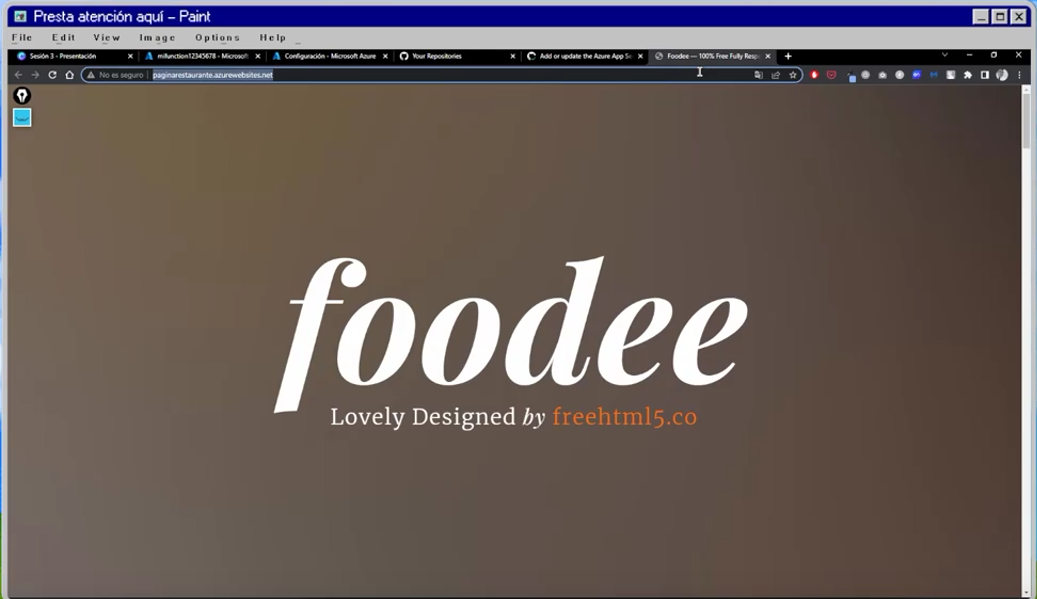 Presta atención aquí – Paint
File Edit View Image Options Help
Sesión 3 - Presentación
mifunction12345678 - Microsoft
Configuración - Microsoft Azure
Your Repositories
Add or update the Azure App Se
Foodee — 100% Free Fully Resp
No es seguro | paginarestaurante.azurewebsites.net
foodee
Lovely Designed by freehtml5.co